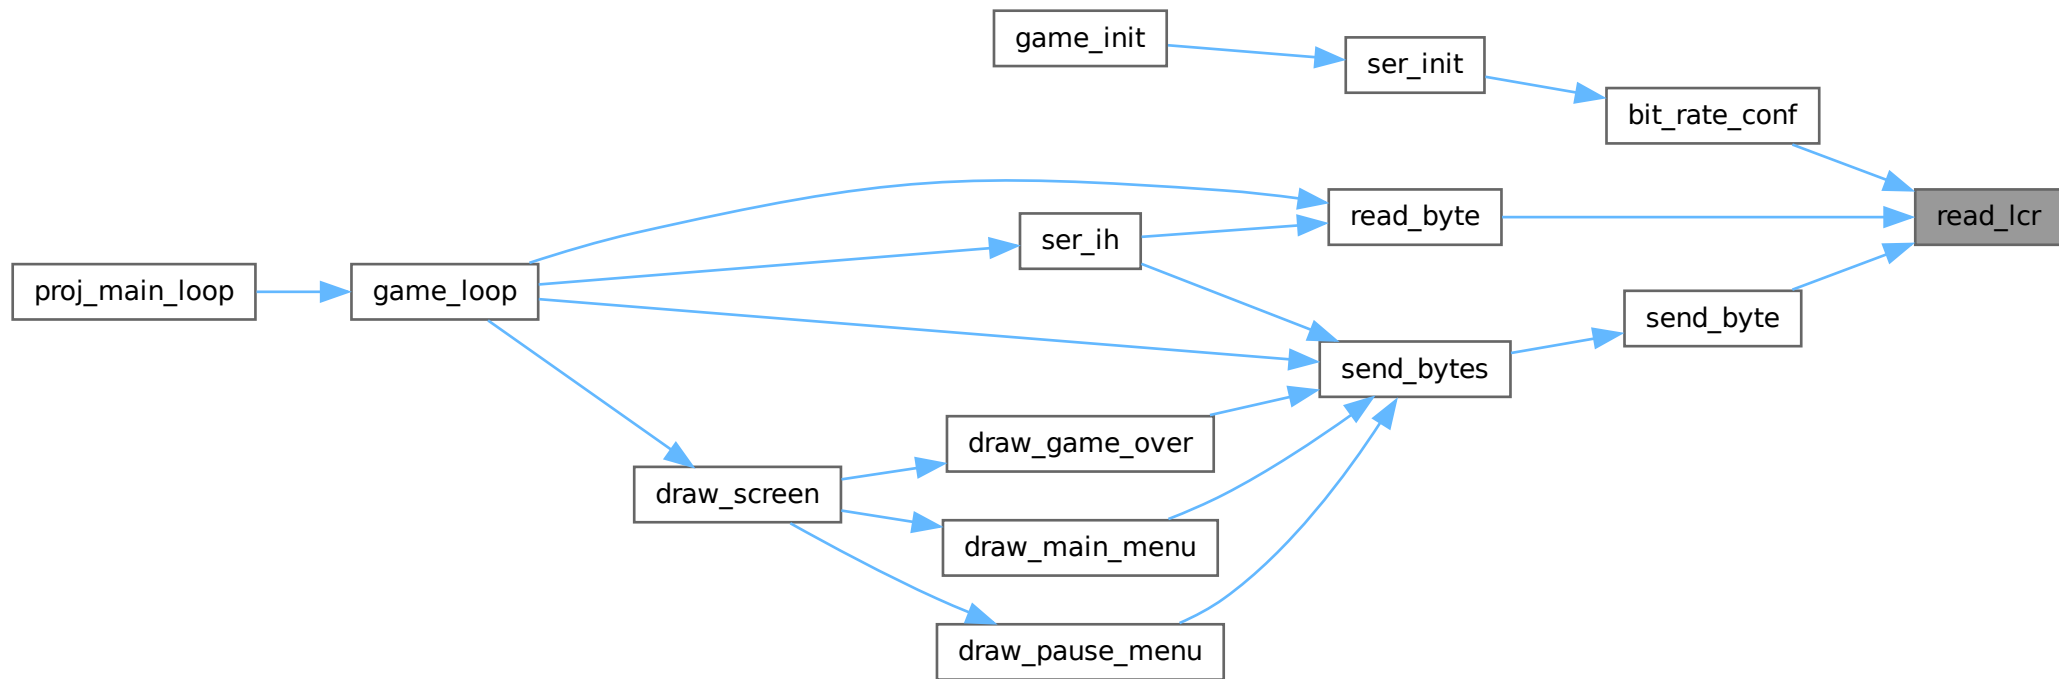 game_init
ser_init
bit_rate_conf
read_byte
read_lcr
ser_ih
proj_main_loop
game_loop
send_byte
send_bytes
draw_game_over
draw_screen
draw_main_menu
draw_pause_menu